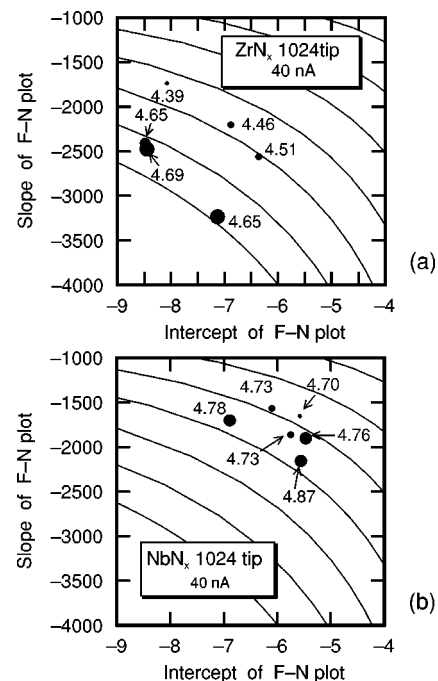 −1000
−1500
−2000
−2500
−3000
−3500
−4000
Slope of F–N plot
ZrNx 1024tip
40 nA
4.39
4.65
4.46
4.51
4.69
4.65
−9 −8 −7 −6 −5 −4
Intercept of F–N plot
(a)
−1000
−1500
−2000
−2500
−3000
−3500
−4000
Slope of F–N plot
4.73
4.70
4.78
4.76
4.73
4.87
NbNx 1024 tip
40 nA
−9 −8 −7 −6 −5 −4
Intercept of F–N plot
(b)